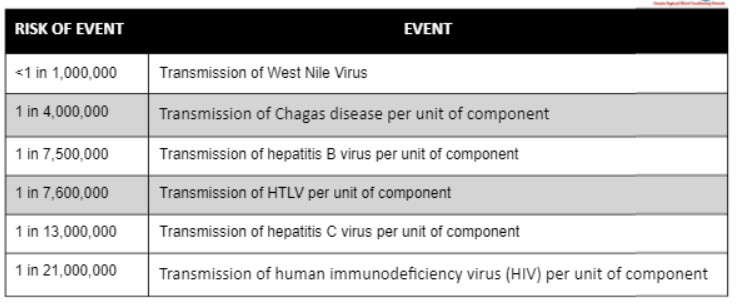 RISK OF EVENT EVENT
<1 in 1,000,000 Transmission of West Nile Virus
1 in 4,000,000 Transmission of Chagas disease per unit of component
1 in 7,500,000 Transmission of hepatitis B virus per unit of component
1 in 7,600,000 Transmission of HTLV per unit of component
1 in 13,000,000 Transmission of hepatitis C virus per unit of component
1 in 21,000,000 Transmission of human immunodeficiency virus (HIV) per unit of component